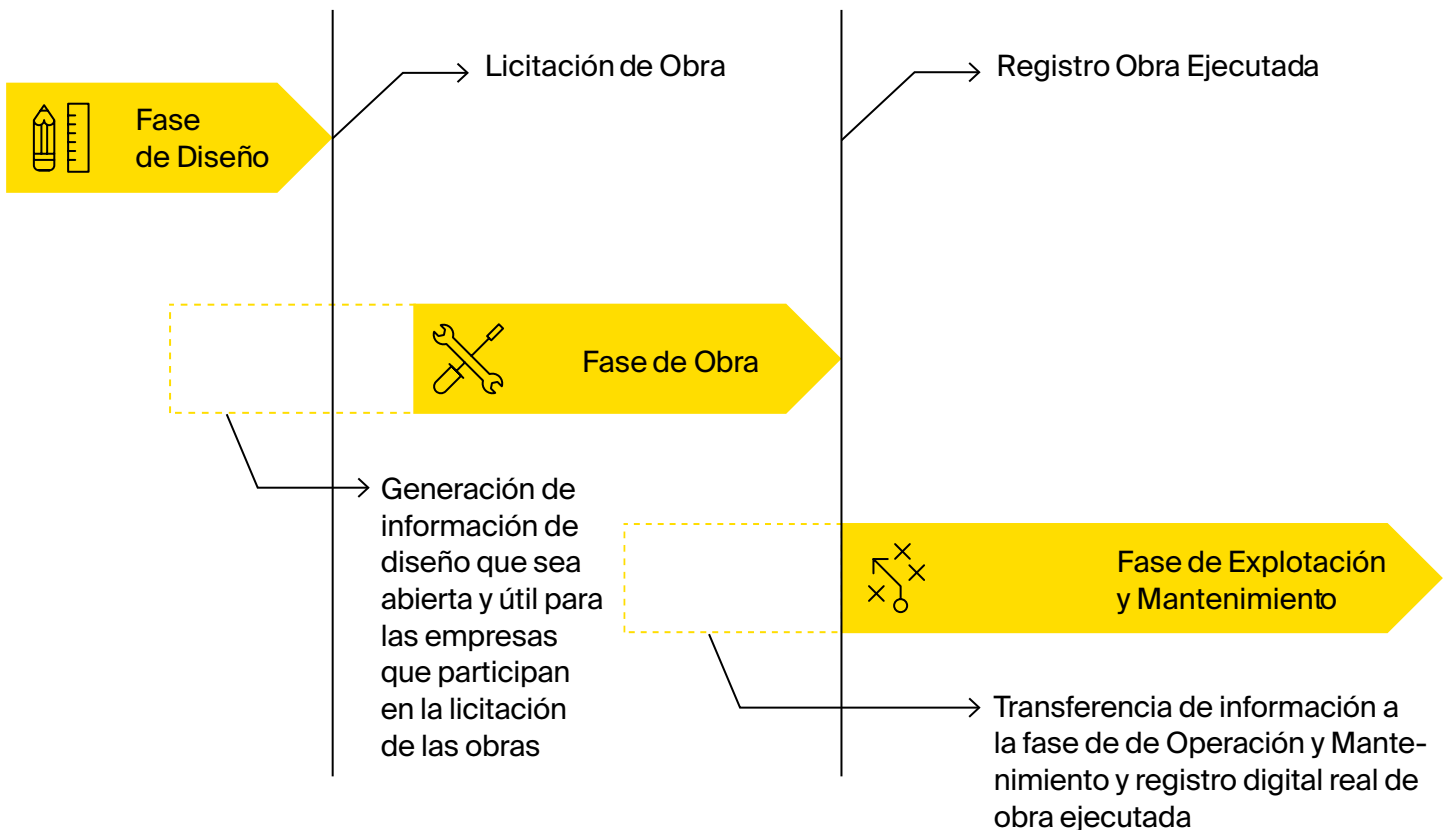 Licitación de Obra
Registro Obra Ejecutada
Fase
de Diseño
Fase de Obra
Generación de
información de
diseño que sea
abierta y útil para
las empresas
que participan
en la licitación
de las obras
Fase de Explotación
y Mantenimiento
Transferencia de información a
la fase de de Operación y Mante-
nimiento y registro digital real de
obra ejecutada